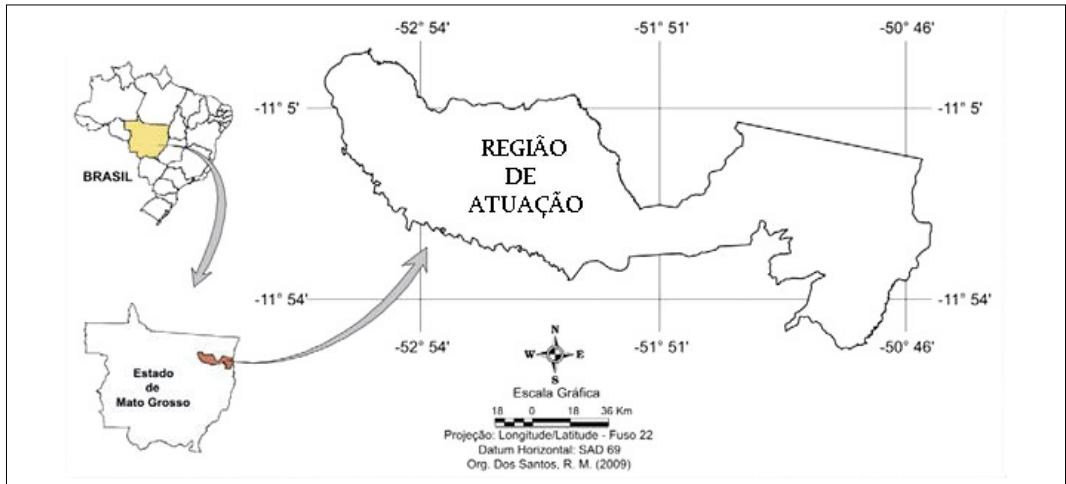 -52° 54'
-51° 51'
-50° 46'
-11° 5'
-11° 5'
BRASIL
REGIÃO
DE
ATUAÇÃO
-11° 54'
-11° 54'
-52° 54'
-51° 51'
-50° 46'
Estado
de
Mato Grosso
N
W
E
S
Escala Gráfica
18 0 18 36 Km
Projeção: Longitude/Latitude - Fuso 22
Datum Horizontal: SAD 69
Org. Dos Santos, R. M. (2009)